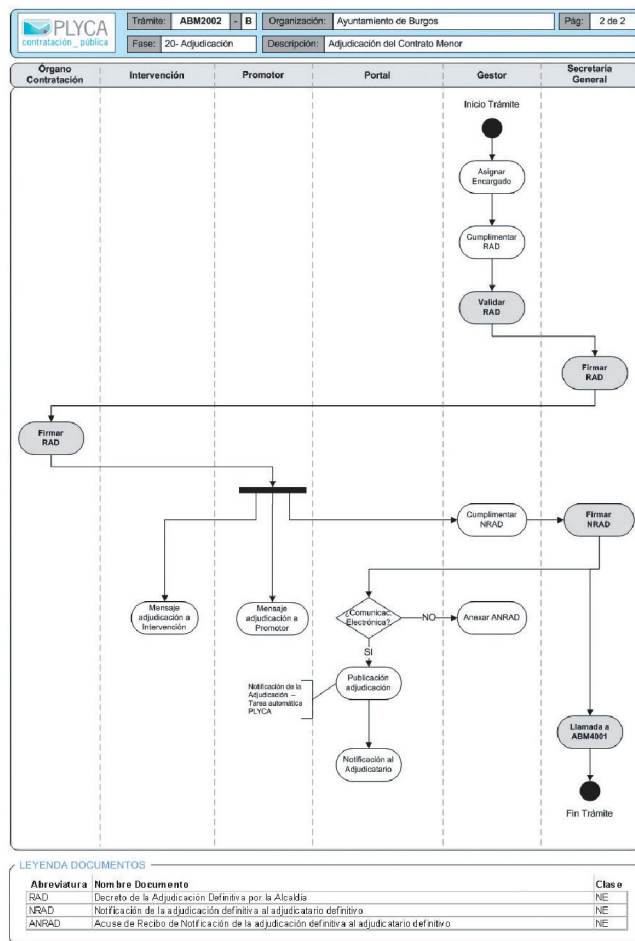 PLYCA
contratación_pública
Trámite: ABM2002 - B Organización: Ayuntamiento de Burgos Pág: 2 de 2
Fase: 20- Adjudicación Descripción: Adjudicación del Contrato Menor
Órgano
Contratación
Intervención
Promotor
Portal
Gestor
Secretaria
General
Inicio Trámite
Asignar
Encargado
Cumplimentar
RAD
Validar
RAD
Firmar
RAD
Firmar
RAD
Cumplimentar
NRAD
Firmar
NRAD
Mensaje
adjudicación a
Intervención
Mensaje
adjudicación a
Promotor
¿Comunicac.
Electrónica?
NO
Anexar ANRAD
SI
Publicación
adjudicación
Notificación de la
Adjudicación –
Tarea automática
PLYCA
Notificación al
Adjudicatario
Llamada a
ABM4001
Fin Trámite
LEYENDA DOCUMENTOS
Abreviatura Nombre Documento Clase
RAD Decreto de la Adjudicación Definitiva por la Alcaldía NE
NRAD Notificación de la adjudicación definitiva al adjudicatario definitivo NE
ANRAD Acuse de Recibo de Notificación de la adjudicación definitiva al adjudicatario definitivo NE